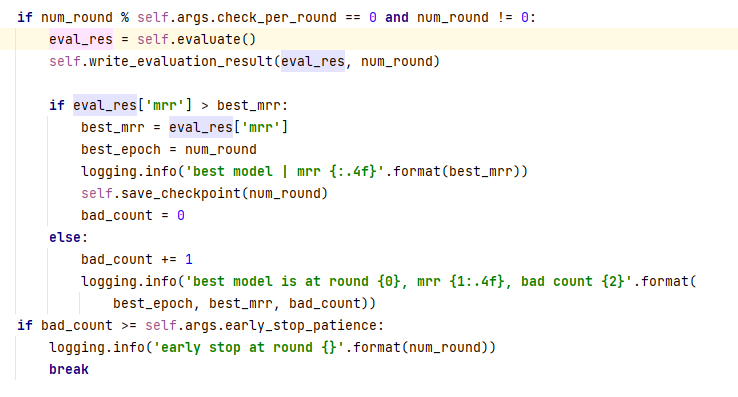 if num_round % self.args.check_per_round == 0 and num_round != 0:
    eval_res = self.evaluate()
    self.write_evaluation_result(eval_res, num_round)

    if eval_res['mrr'] > best_mrr:
        best_mrr = eval_res['mrr']
        best_epoch = num_round
        logging.info('best model | mrr {:.4f}'.format(best_mrr))
        self.save_checkpoint(num_round)
        bad_count = 0
    else:
        bad_count += 1
        logging.info('best model is at round {0}, mrr {1:.4f}, bad count {2}'.format(
            best_epoch, best_mrr, bad_count))
if bad_count >= self.args.early_stop_patience:
    logging.info('early stop at round {}'.format(num_round))
    break